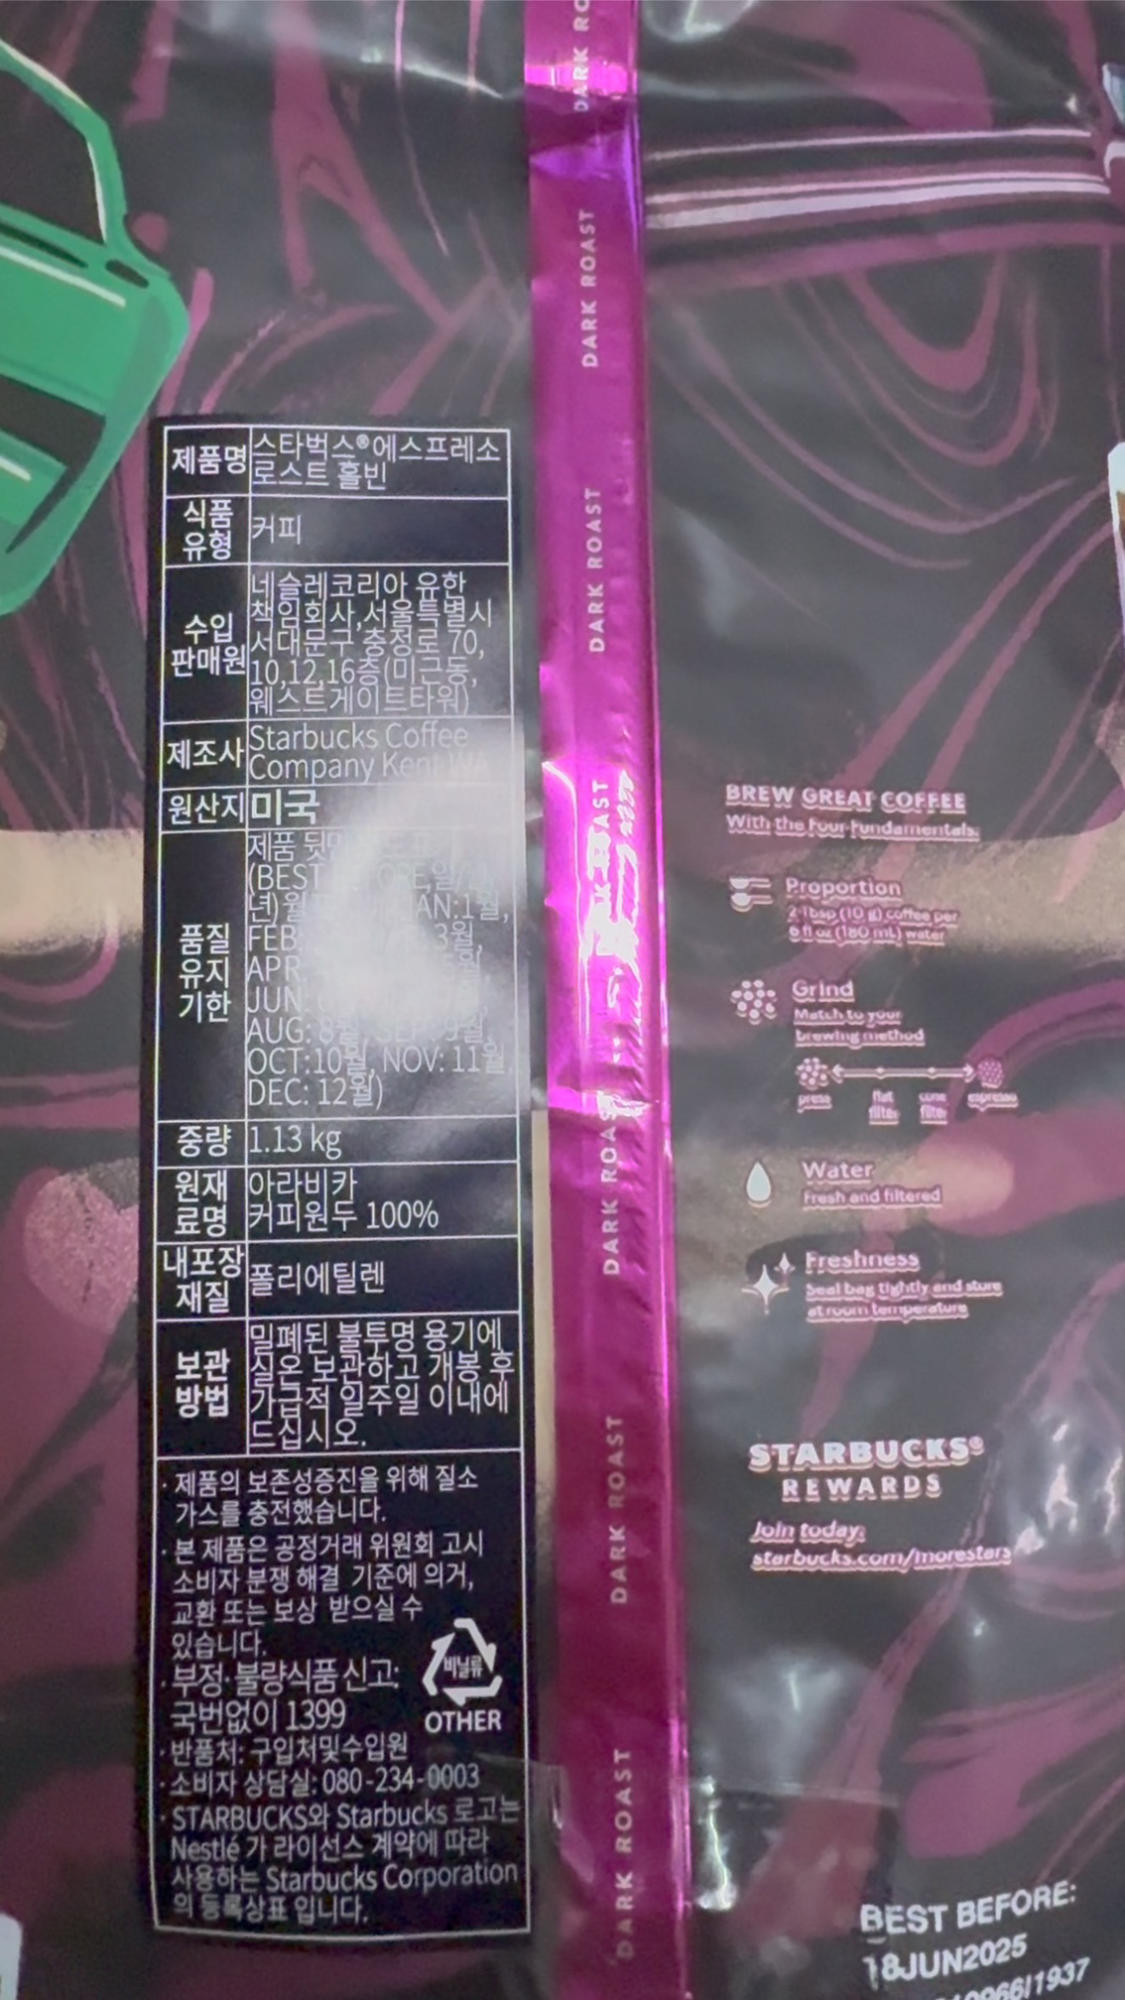 제품명 스타벅스®에스프레소
로스트 홀빈
식품
유형
커피
수입
판매원
네슬레코리아 유한
책임회사,서울특별시
서대문구 충정로 70,
10,12,16층(미근동,
웨스트게이트타워)
제조사
Starbucks Coffee
Company Kent WA
원산지 미국
품질
유지
기한
제품
(BEST
년)
FEB: 3월,
APR:
JUN:
AUG: 8월,
OCT:10월, NOV: 11월,
DEC: 12월)
중량 1.13 kg
원재
료명
아라비카
커피원두 100%
내포장
재질
폴리에틸렌
보관
방법
밀폐된 불투명 용기에
실온 보관하고 개봉 후
가급적 일주일 이내에
드십시오.
· 제품의 보존성증진을 위해 질소
가스를 충전했습니다.
· 본 제품은 공정거래 위원회 고시
소비자 분쟁 해결 기준에 의거,
교환 또는 보상 받으실 수
있습니다.
· 부정·불량식품 신고:
국번없이 1399
비닐류
OTHER
· 반품처: 구입처및수입원
· 소비자 상담실: 080-234-0003
· STARBUCKS와 Starbucks 로고는
Nestlé 가 라이선스 계약에 따라
사용하는 Starbucks Corporation
의 등록상표 입니다.
DARK ROAST
DARK ROAST
DARK ROAST
DARK ROAST
DARK ROAST
DARK ROAST
BREW GREAT COFFEE
With the four fundamentals.
Proportion
2 Tbsp (10 g) coffee per
6 fl oz (180 mL) water
Grind
Match to your
brewing method
press
flat
filter
cone
filter
espresso
Water
Fresh and filtered
Freshness
Seal bag tightly and store
at room temperature
STARBUCKS®
REWARDS
Join today.
starbucks.com/morestars
BEST BEFORE:
18JUN2025